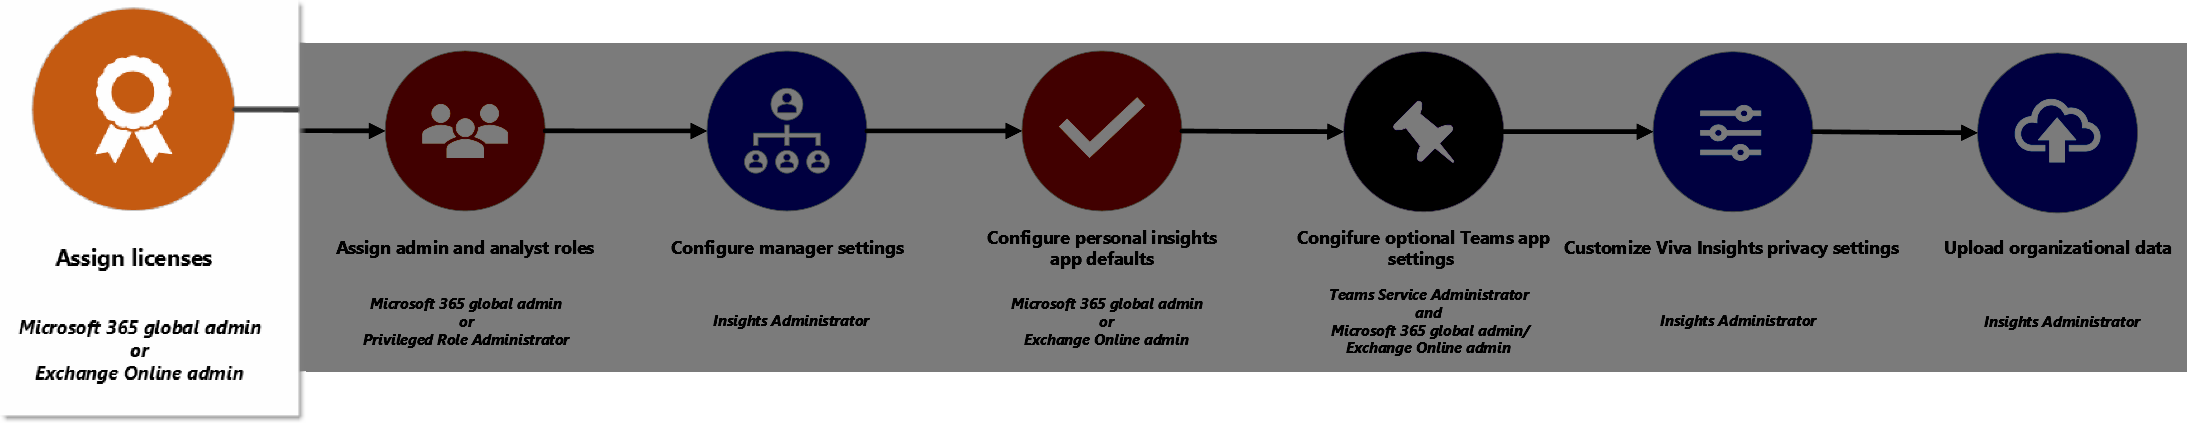 Assign licenses
Microsoft 365 global admin
or
Exchange Online admin
Assign admin and analyst roles
Microsoft 365 global admin
or
Privileged Role Administrator
Configure manager settings
Insights Administrator
Configure personal insights
app defaults
Microsoft 365 global admin
or
Exchange Online admin
Congifure optional Teams app
settings
Teams Service Administrator
and
Microsoft 365 global admin/
Exchange Online admin
Customize Viva Insights privacy settings
Insights Administrator
Upload organizational data
Insights Administrator